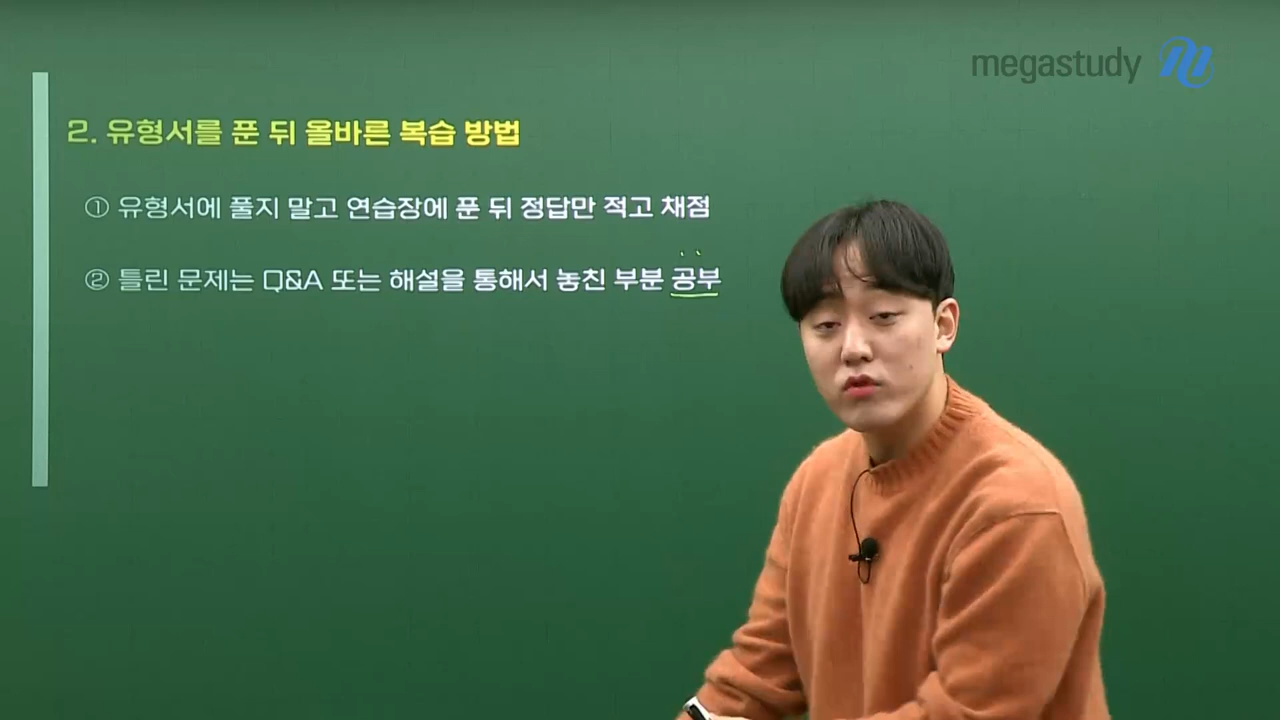 megastudy
2. 유형서를 푼 뒤 올바른 복습 방법
① 유형서에 풀지 말고 연습장에 푼 뒤 정답만 적고 채점
② 틀린 문제는 Q&A 또는 해설을 통해서 놓친 부분 공부